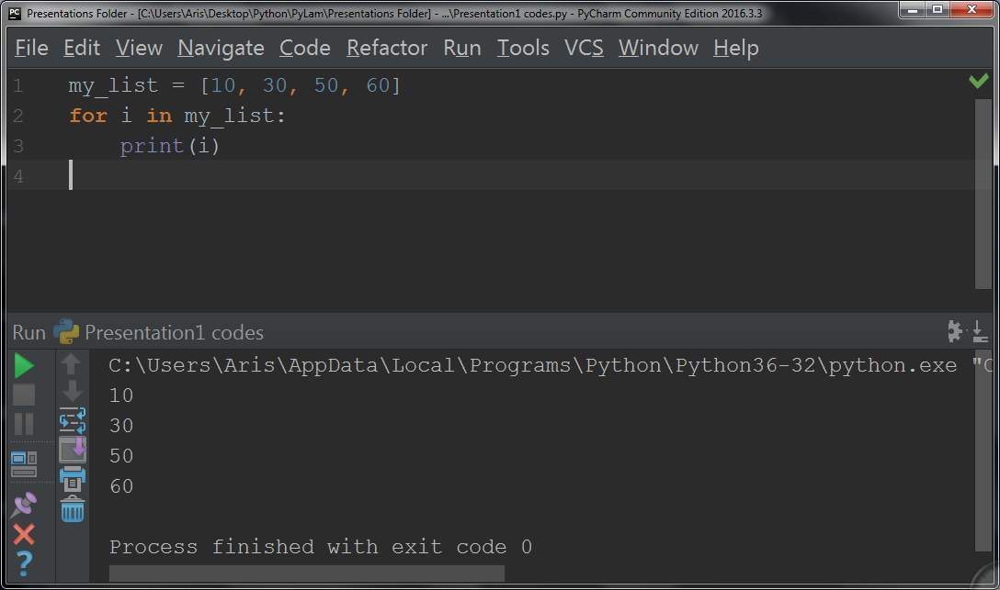 PC Presentations Folder - [C:\Users\Aris\Desktop\Python\PyLam\Presentations Folder] - ...\Presentation1 codes.py - PyCharm Community Edition 2016.3.3
File Edit View Navigate Code Refactor Run Tools VCS Window Help
1 my_list = [10, 30, 50, 60]
2 for i in my_list:
3     print(i)
4
Run Presentation1 codes
C:\Users\Aris\AppData\Local\Programs\Python\Python36-32\python.exe "C
10
30
50
60
Process finished with exit code 0
?